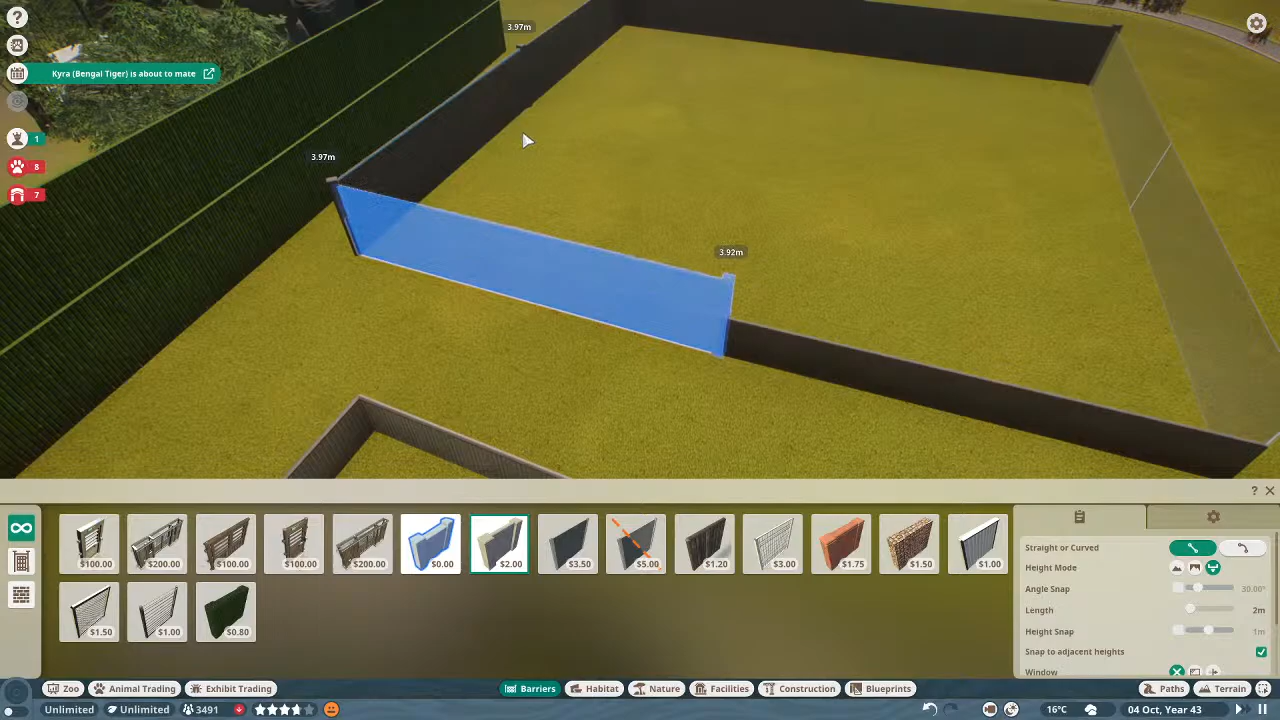 3.97m
Kyra (Bengal Tiger) is about to mate
1
3.97m
8
7
3.92m
$100.00 $200.00 $100.00 $100.00 $200.00 $0.00 $2.00 $3.50 $5.00 $1.20 $3.00 $1.75 $1.50 $1.00
$1.50 $1.00 $0.80
Straight or Curved
Height Mode
Angle Snap 30.00°
Length 2m
Height Snap 1m
Snap to adjacent heights
Window
Zoo Animal Trading Exhibit Trading Barriers Habitat Nature Facilities Construction Blueprints Paths Terrain
Unlimited Unlimited 3491 16°C 04 Oct, Year 43